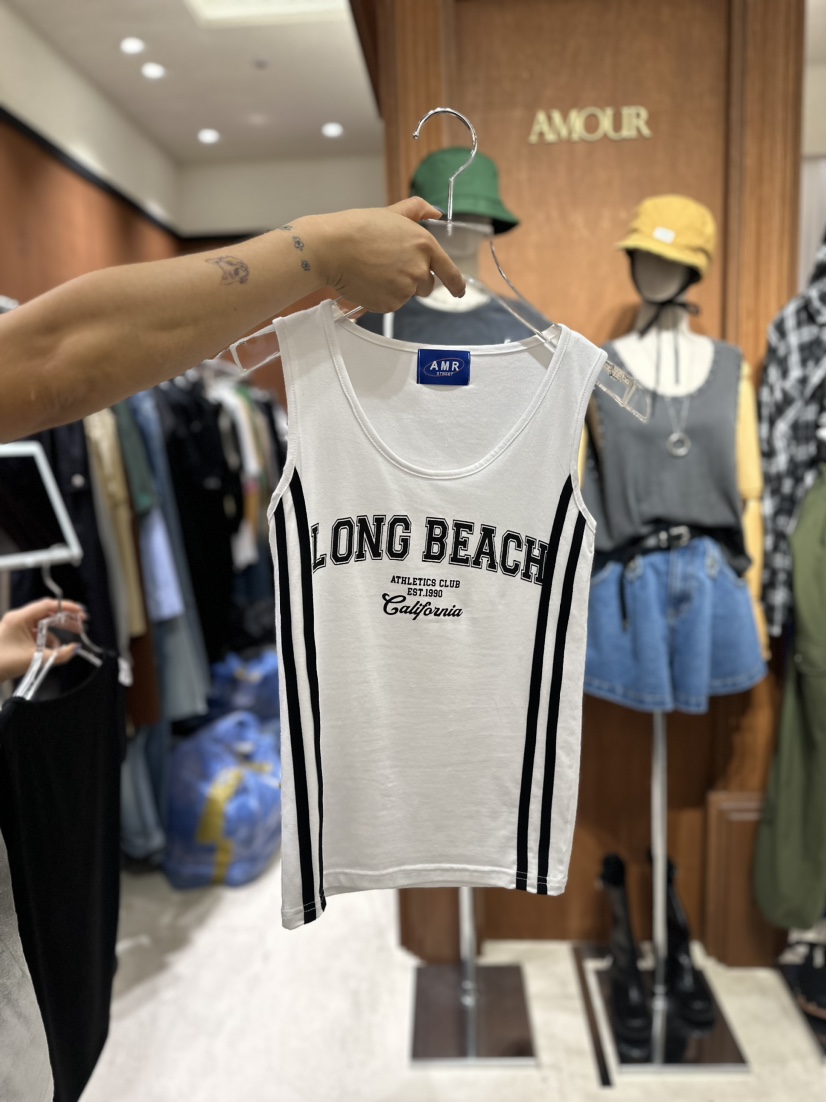 AMOUR
AMR
STREET
LONG BEACH
ATHLETICS CLUB
EST.1990
California